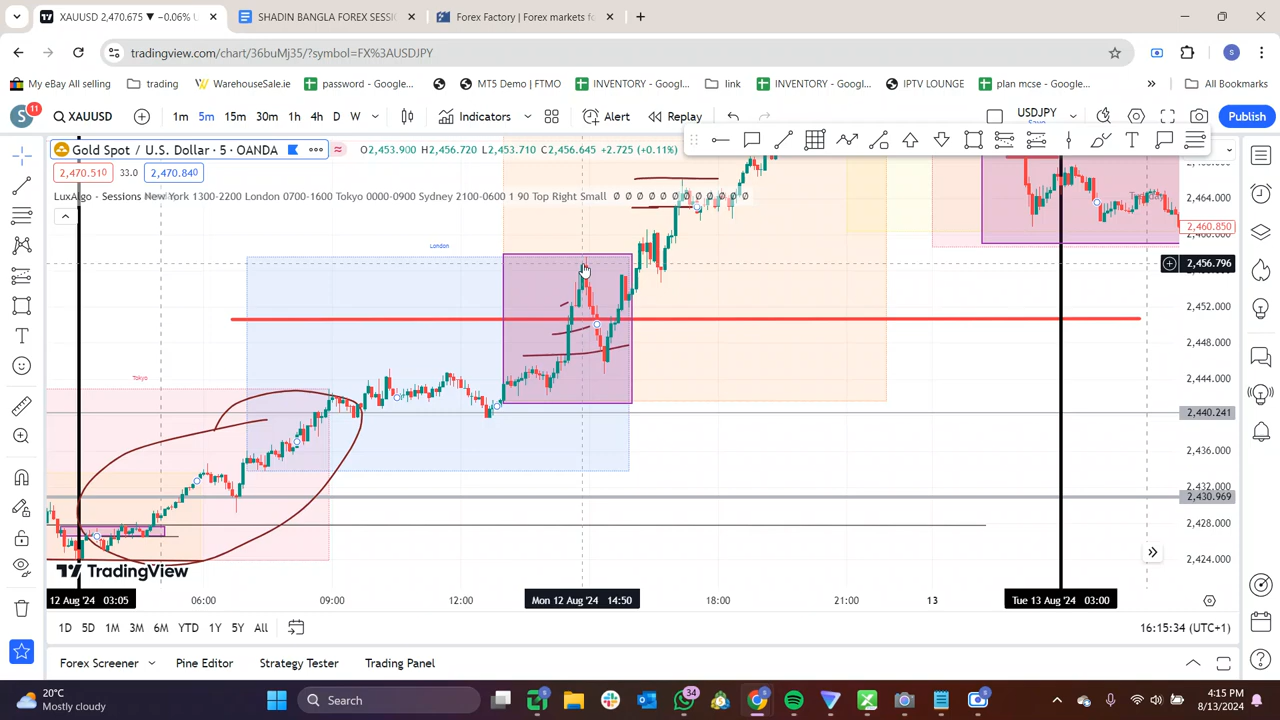 XAUUSD 2,470.675 ▼ −0.06% U
SHADIN BANGLA FOREX SESSI
Forex Factory | Forex markets fo
tradingview.com/chart/36buMj35/?symbol=FX%3AUSDJPY
My eBay All selling
trading
WarehouseSale.ie
password - Google...
MT5 Demo | FTMO
INVENTORY - Google...
link
INVENTORY - Google...
IPTV LOUNGE
plan mcse - Google...
All Bookmarks
S 11
XAUUSD
1m 5m 15m 30m 1h 4h D W
Indicators
Alert
Replay
USDJPY
Save
Publish
Gold Spot / U.S. Dollar · 5 · OANDA
O2,453.900 H2,456.720 L2,453.710 C2,456.645 +2.725 (+0.11%)
2,470.510 33.0 2,470.840
LuxAlgo - Sessions New York 1300-2200 London 0700-1600 Tokyo 0000-0900 Sydney 2100-0600 1 90 Top Right Small Ø Ø Ø Ø Ø Ø Ø Ø Ø Ø Ø
London
Tokyo
2,464.000
2,460.850
2,456.796
2,452.000
2,448.000
2,444.000
2,440.241
2,436.000
2,432.000
2,430.969
2,428.000
2,424.000
TradingView
12 Aug '24 03:05
06:00
09:00
12:00
Mon 12 Aug '24 14:50
18:00
21:00
13
Tue 13 Aug '24 03:00
1D 5D 1M 3M 6M YTD 1Y 5Y All
16:15:34 (UTC+1)
Forex Screener
Pine Editor
Strategy Tester
Trading Panel
20°C
Mostly cloudy
Search
34
4:15 PM
8/13/2024